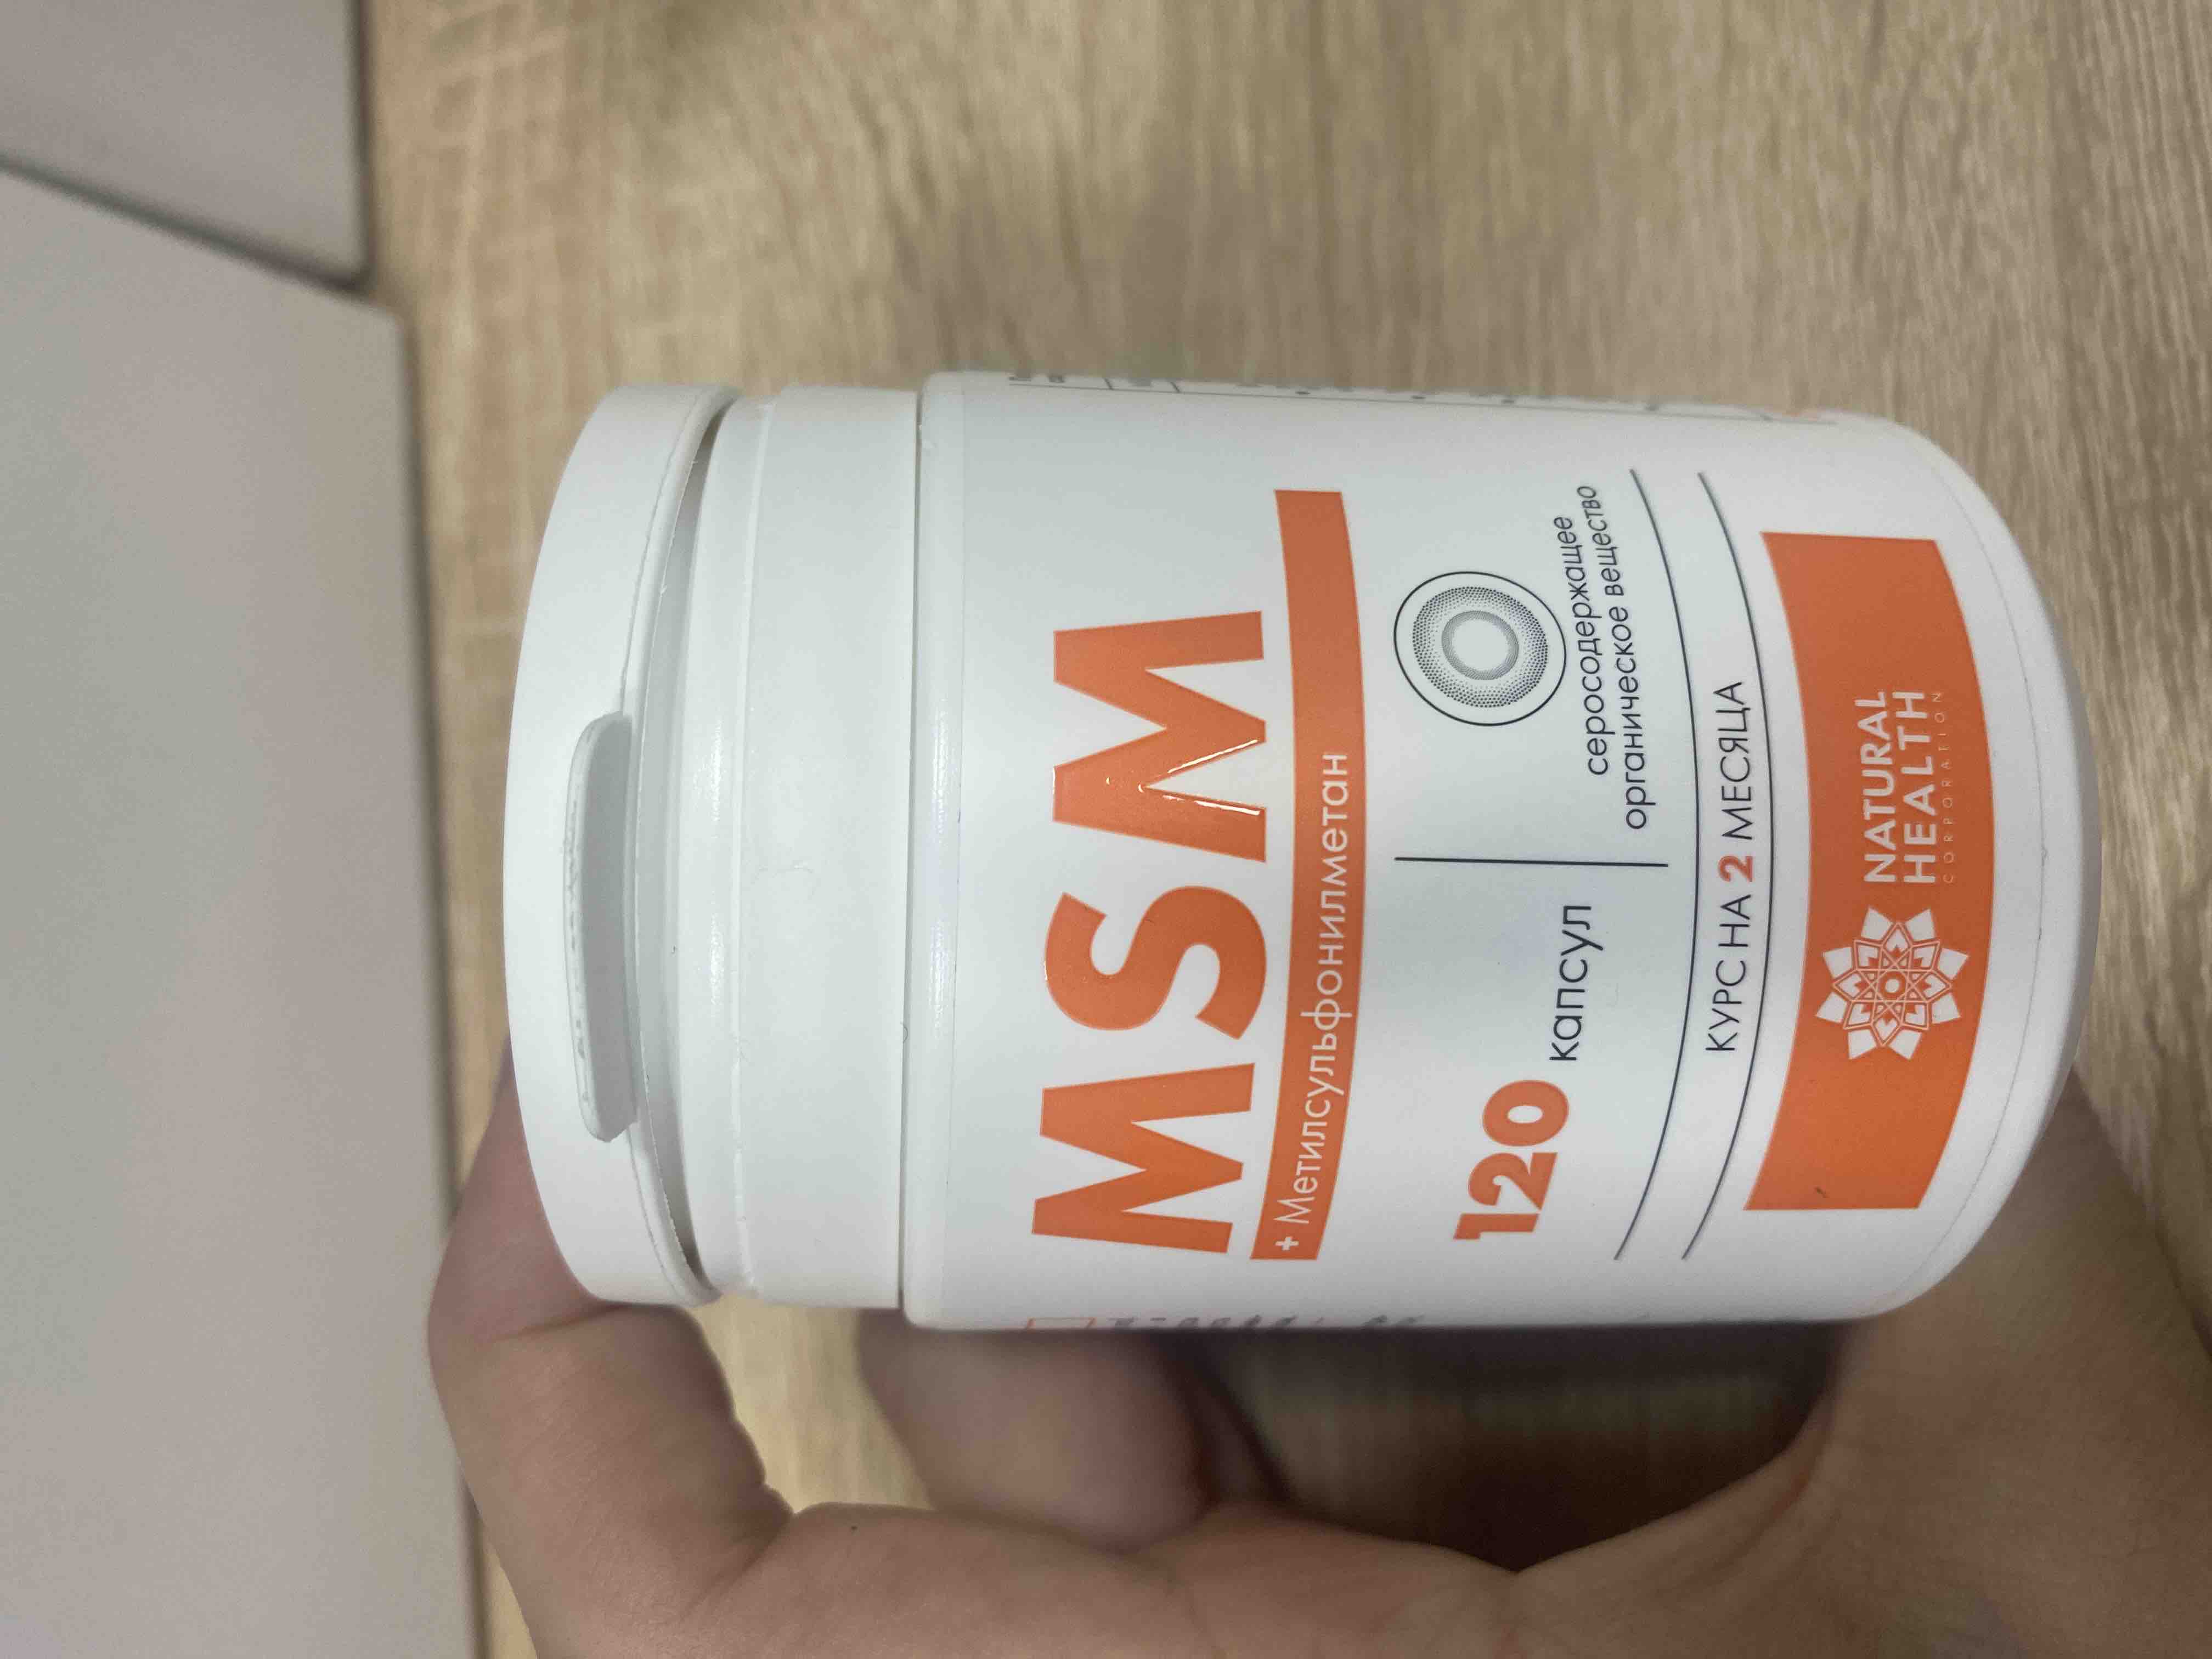 MSM
+ Метилсульфонилметан
120 капсул
серосодержащее
органическое вещество
КУРС НА 2 МЕСЯЦА
NATURAL
HEALTH
CORPORATION